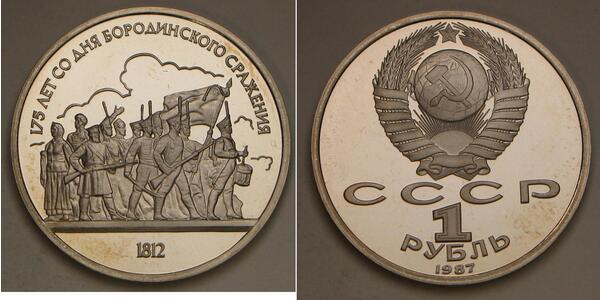 175 ЛЕТ СО ДНЯ БОРОДИНСКОГО СРАЖЕНИЯ
1812
СССР
1
РУБЛЬ
1987